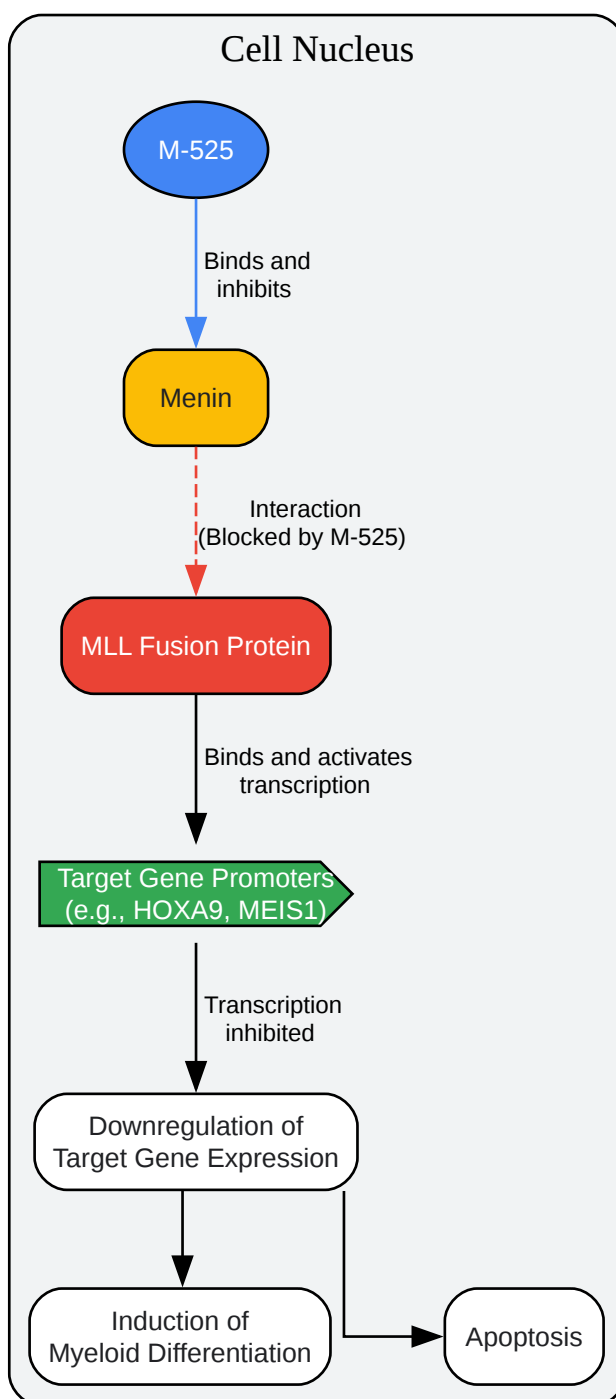 Cell Nucleus
M-525
Binds and
inhibits
Menin
Interaction
(Blocked by M-525)
MLL Fusion Protein
Binds and activates
transcription
Target Gene Promoters
(e.g., HOXA9, MEIS1)
Transcription
inhibited
Downregulation of
Target Gene Expression
Induction of
Myeloid Differentiation
Apoptosis